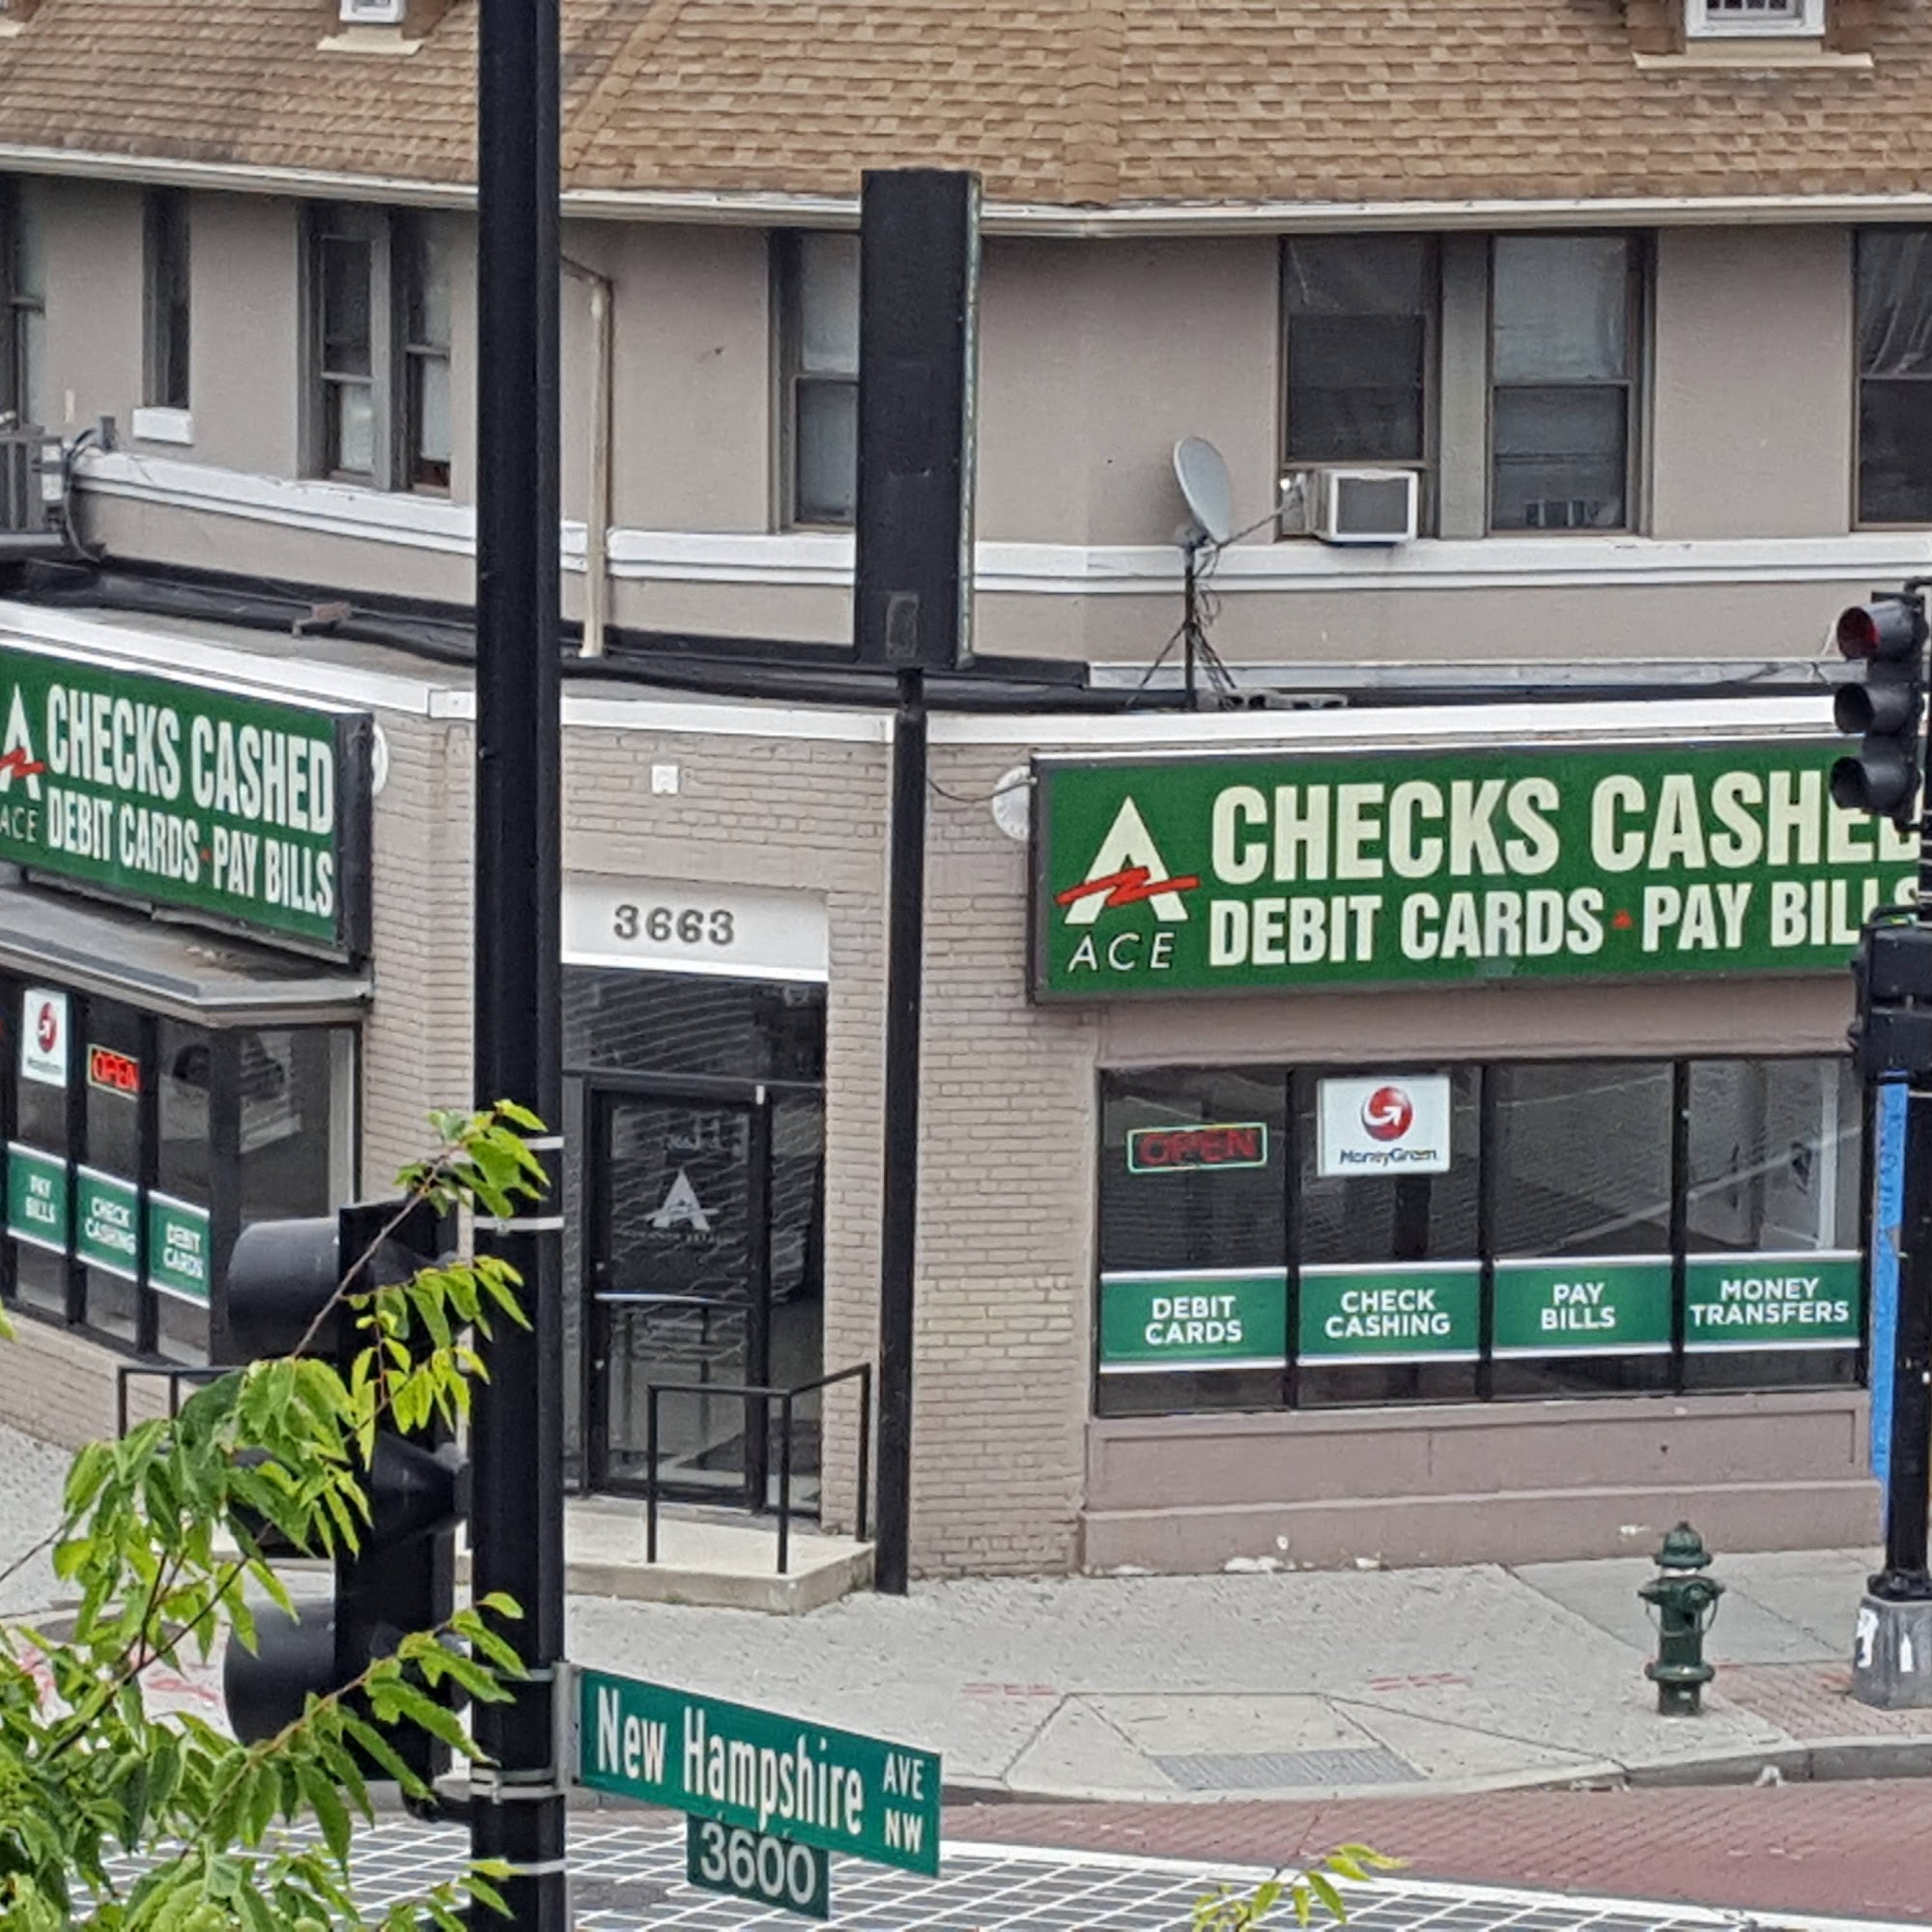 CHECKS CASHED
DEBIT CARDS · PAY BILLS
ACE
3663
CHECKS CASHED
DEBIT CARDS · PAY BILLS
ACE
MoneyGram
OPEN
PAY
BILLS
CHECK
CASHING
DEBIT
CARDS
OPEN
MoneyGram
DEBIT
CARDS
CHECK
CASHING
PAY
BILLS
MONEY
TRANSFERS
New Hampshire AVE NW
3600